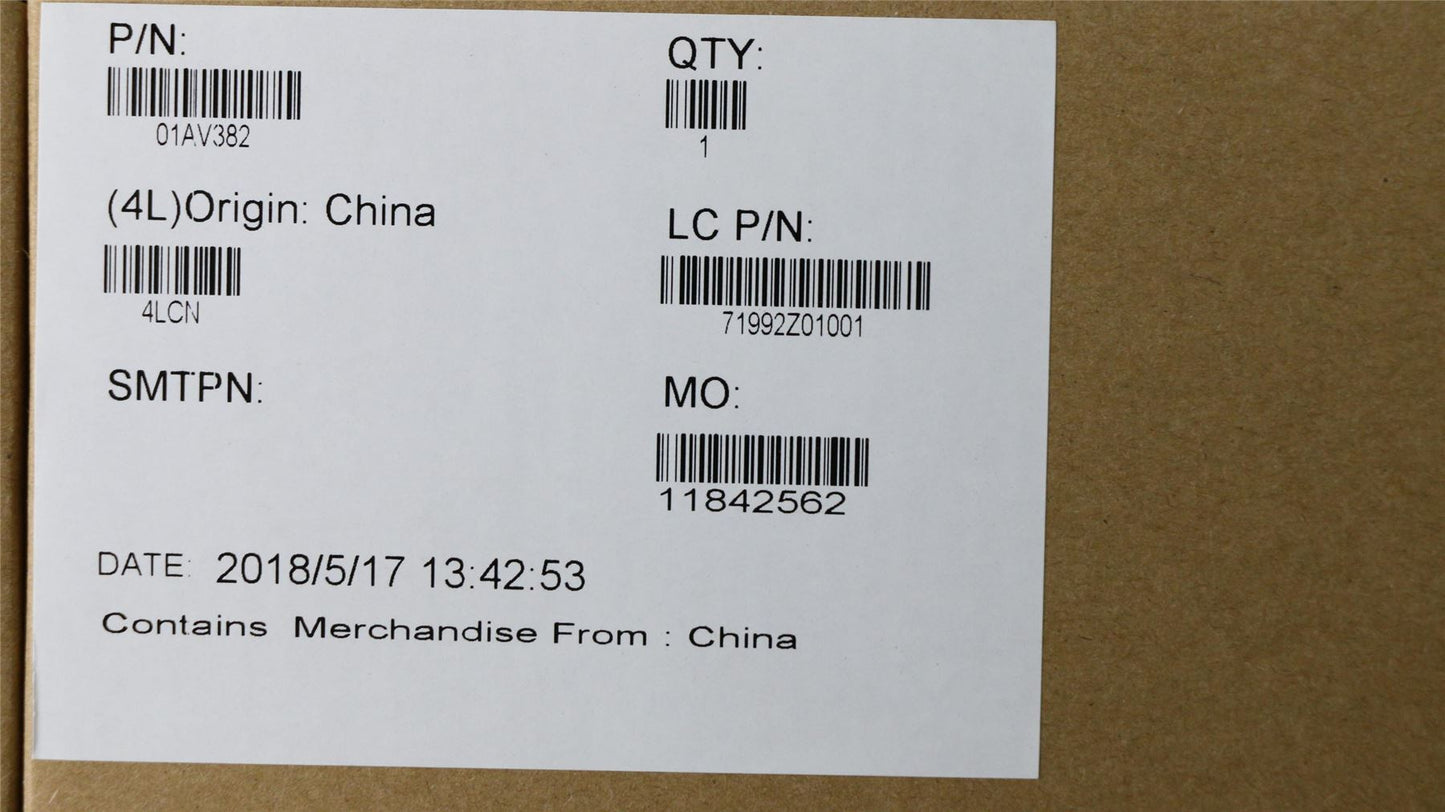 P/N:
01AV382
QTY:
1
(4L)Origin: China
4LCN
LC P/N:
71992Z01001
SMTPN:
MO:
11842562
DATE: 2018/5/17 13:42:53
Contains Merchandise From : China